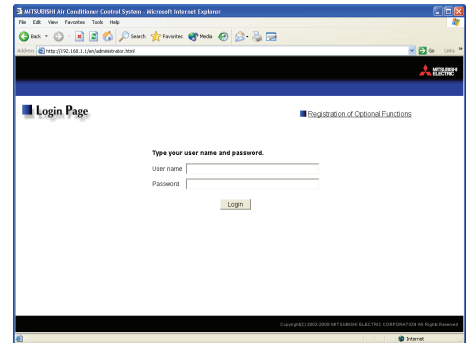 MITSUBISHI Air Conditioner Control System - Microsoft Internet Explorer
File Edit View Favorites Tools Help
Back Search Favorites Media
Address http://192.168.1.1/en/administrator.html Go Links »
MITSUBISHI
ELECTRIC
Login Page
Registration of Optional Functions
Type your user name and password.
User name
Password
Login
Copyright(C) 2002-2008 MITSUBISHI ELECTRIC CORPORATION All Rights Reserved
Internet